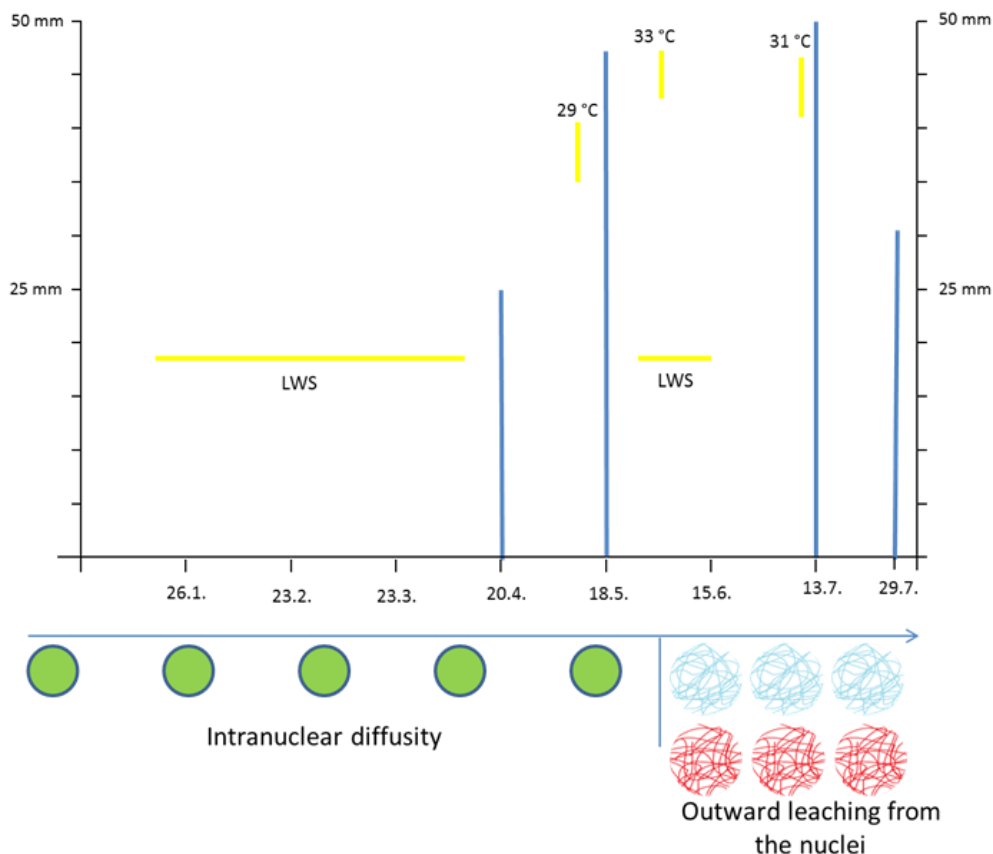 50 mm
50 mm
33 °C
31 °C
29 °C
25 mm
25 mm
LWS
LWS
26.1.
23.2.
23.3.
20.4.
18.5.
15.6.
13.7.
29.7.
Intranuclear diffusity
Outward leaching from
the nuclei